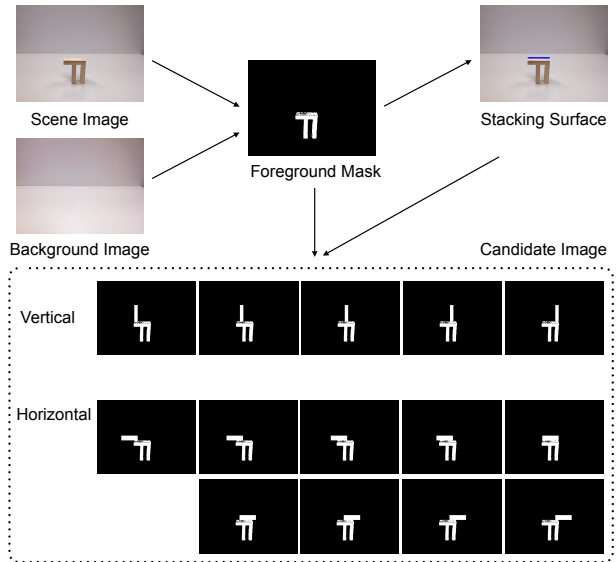 Scene Image
Stacking Surface
Foreground Mask
Background Image
Candidate Image
Vertical
Horizontal